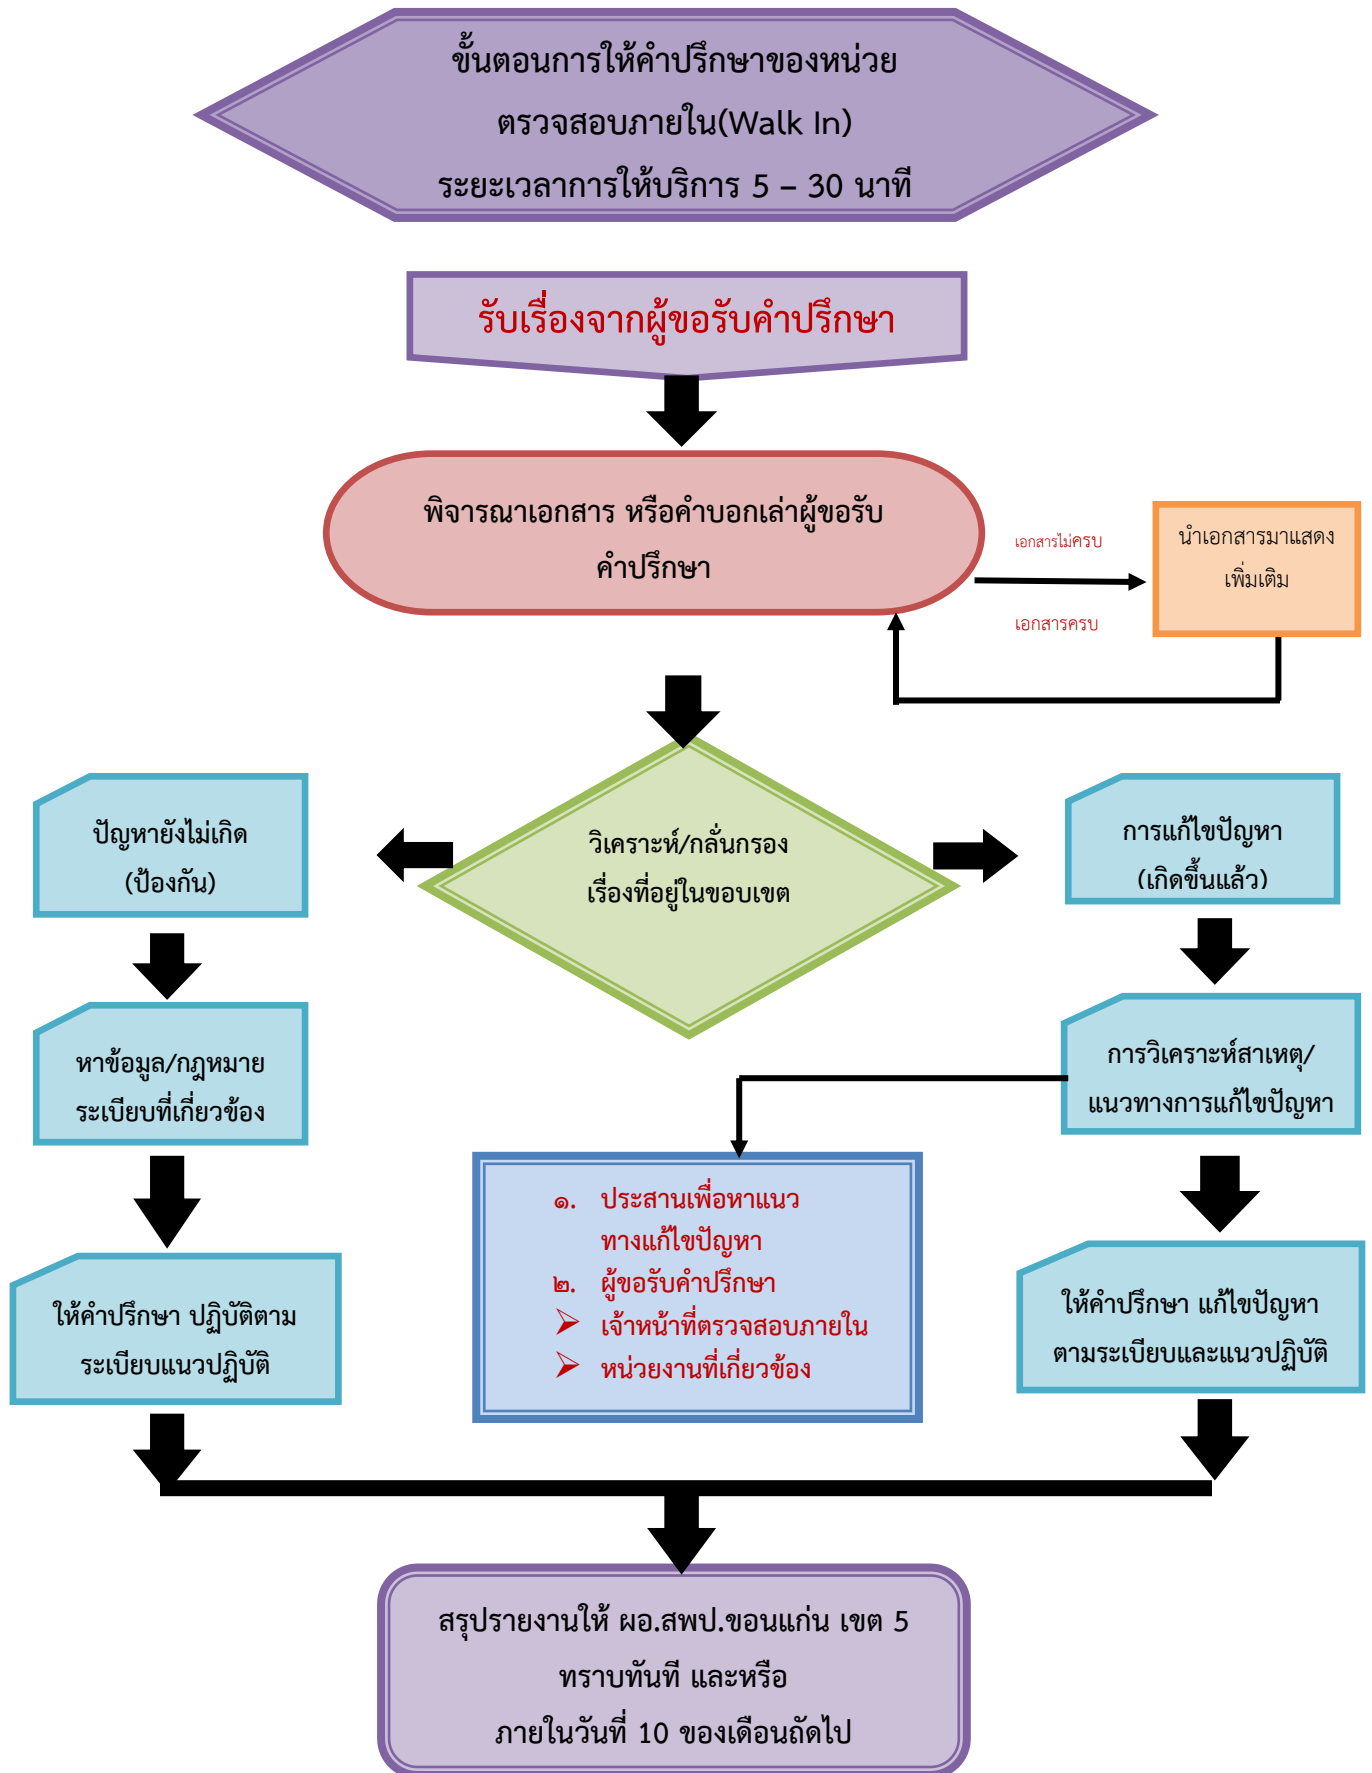 ขั้นตอนการให้คำปรึกษาของหน่วย
ตรวจสอบภายใน(Walk In)
ระยะเวลาการให้บริการ 5 – 30 นาที
รับเรื่องจากผู้ขอรับคำปรึกษา
พิจารณาเอกสาร หรือคำบอกเล่าผู้ขอรับ
คำปรึกษา
เอกสารไม่ครบ
เอกสารครบ
นำเอกสารมาแสดง
เพิ่มเติม
วิเคราะห์/กลั่นกรอง
เรื่องที่อยู่ในขอบเขต
ปัญหายังไม่เกิด
(ป้องกัน)
หาข้อมูล/กฎหมาย
ระเบียบที่เกี่ยวข้อง
ให้คำปรึกษา ปฏิบัติตาม
ระเบียบแนวปฏิบัติ
การแก้ไขปัญหา
(เกิดขึ้นแล้ว)
การวิเคราะห์สาเหตุ/
แนวทางการแก้ไขปัญหา
๑. ประสานเพื่อหาแนว
ทางแก้ไขปัญหา
๒. ผู้ขอรับคำปรึกษา
➢ เจ้าหน้าที่ตรวจสอบภายใน
➢ หน่วยงานที่เกี่ยวข้อง
ให้คำปรึกษา แก้ไขปัญหา
ตามระเบียบและแนวปฏิบัติ
สรุปรายงานให้ ผอ.สพป.ขอนแก่น เขต 5
ทราบทันที และหรือ
ภายในวันที่ 10 ของเดือนถัดไป